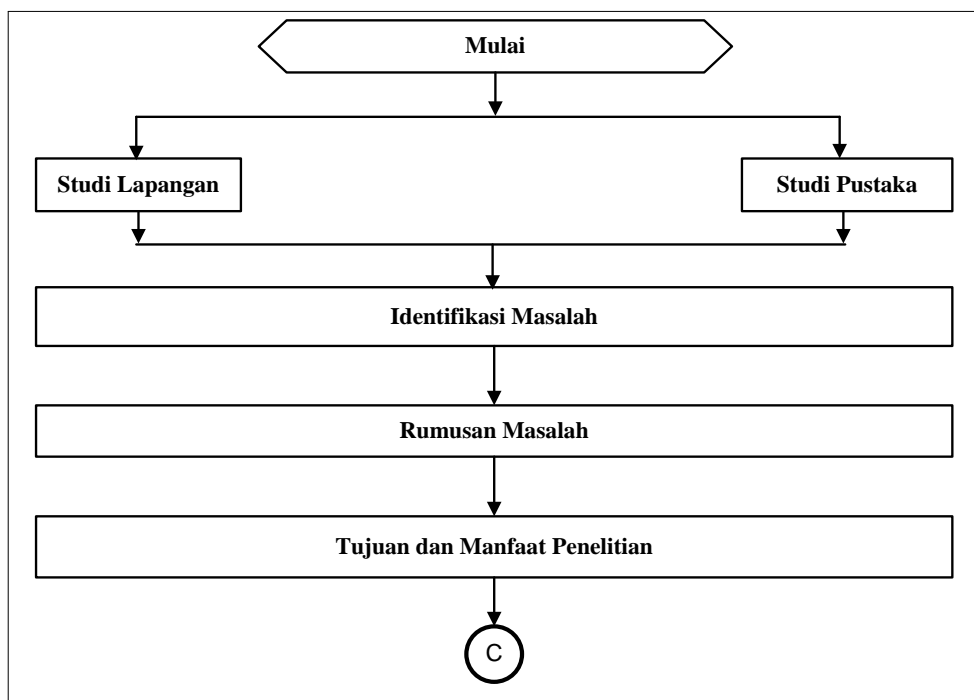 Mulai
Studi Lapangan
Studi Pustaka
Identifikasi Masalah
Rumusan Masalah
Tujuan dan Manfaat Penelitian
C